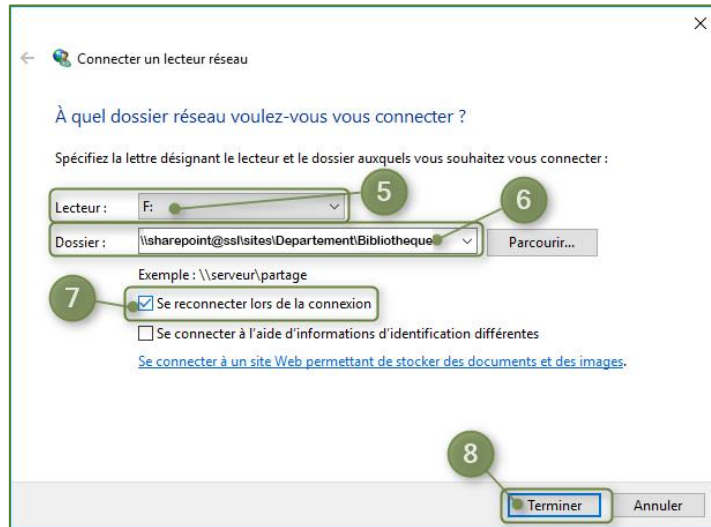 Connecter un lecteur réseau
À quel dossier réseau voulez-vous vous connecter ?
Spécifiez la lettre désignant le lecteur et le dossier auxquels vous souhaitez vous connecter :
5
Lecteur : F:
6
Dossier : \\sharepoint@ssl\sites\Departement\Bibliotheque Parcourir...
Exemple : \\serveur\partage
7
Se reconnecter lors de la connexion
Se connecter à l'aide d'informations d'identification différentes
Se connecter à un site Web permettant de stocker des documents et des images.
8
Terminer Annuler